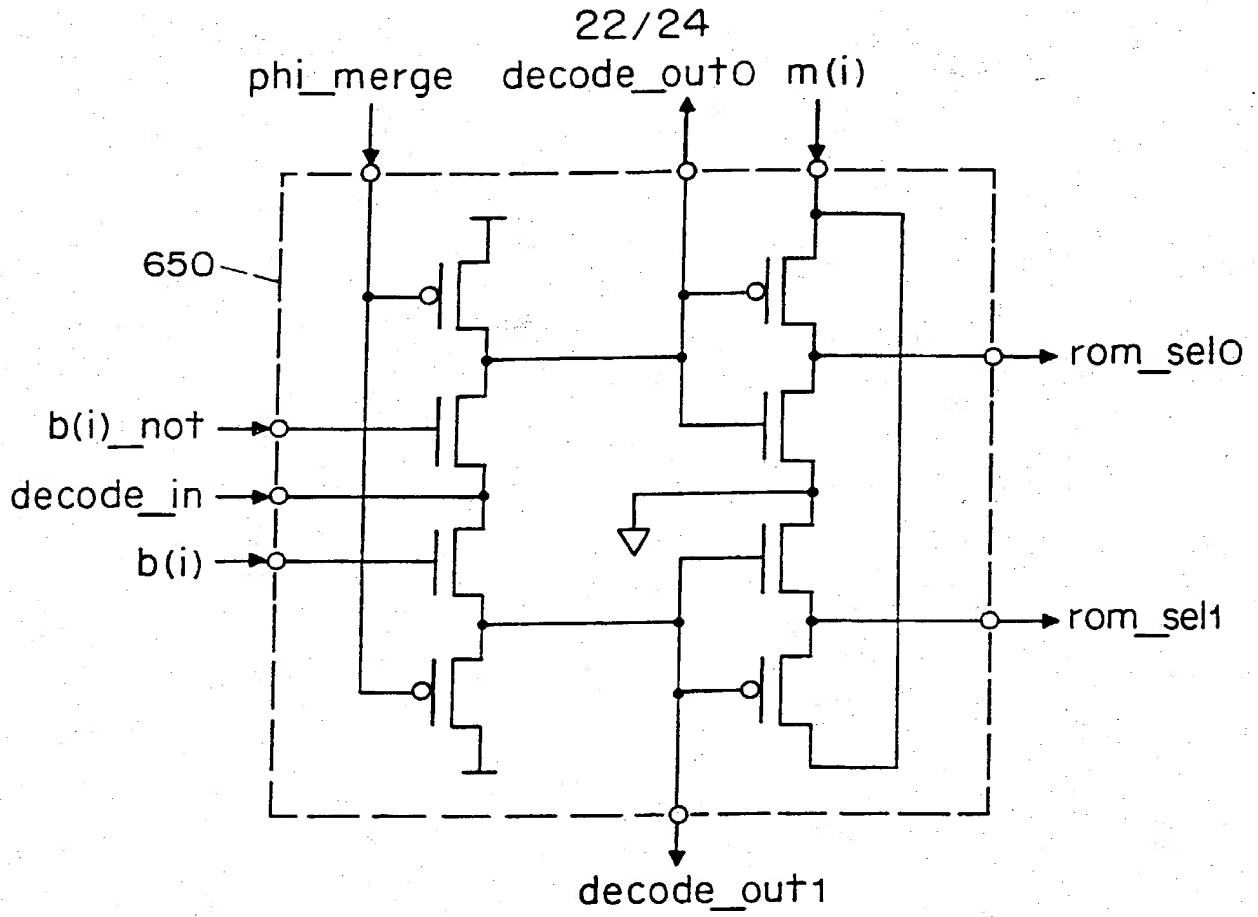 22/24
phi_merge decode_out0 m(i)
650
rom_sel0
b(i)_not
decode_in
b(i)
rom_sel1
decode_out1